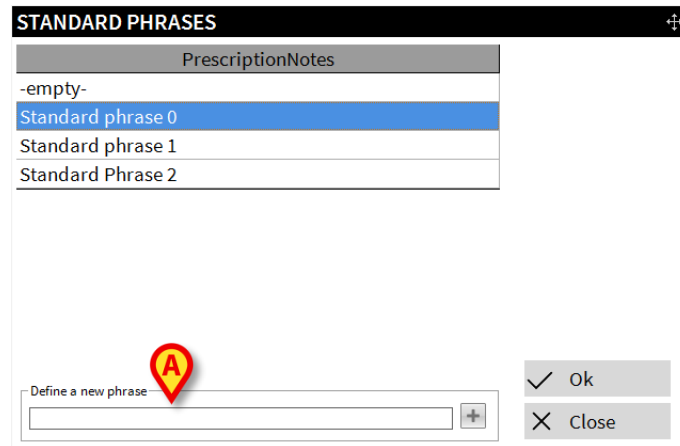 STANDARD PHRASES
PrescriptionNotes
-empty-
Standard phrase 0
Standard phrase 1
Standard Phrase 2
A
Define a new phrase
+
Ok
Close